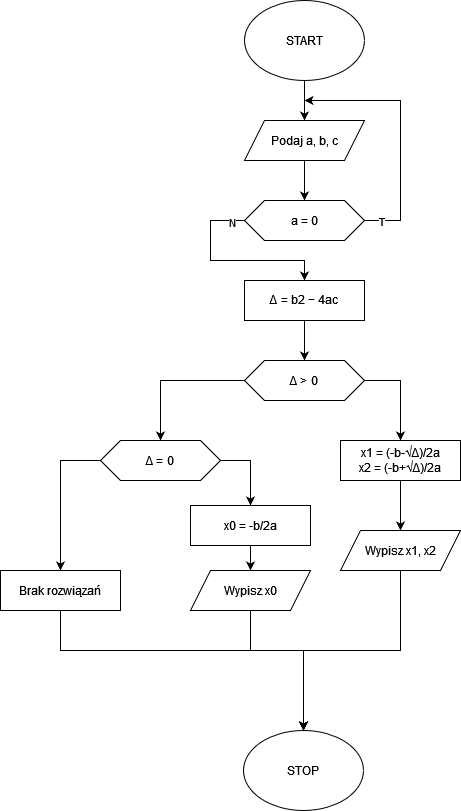 START
Podaj a, b, c
N
a = 0
T
Δ = b2 − 4ac
Δ > 0
Δ = 0
x1 = (-b-√Δ)/2a
x2 = (-b+√Δ)/2a
x0 = -b/2a
Wypisz x1, x2
Brak rozwiązań
Wypisz x0
STOP